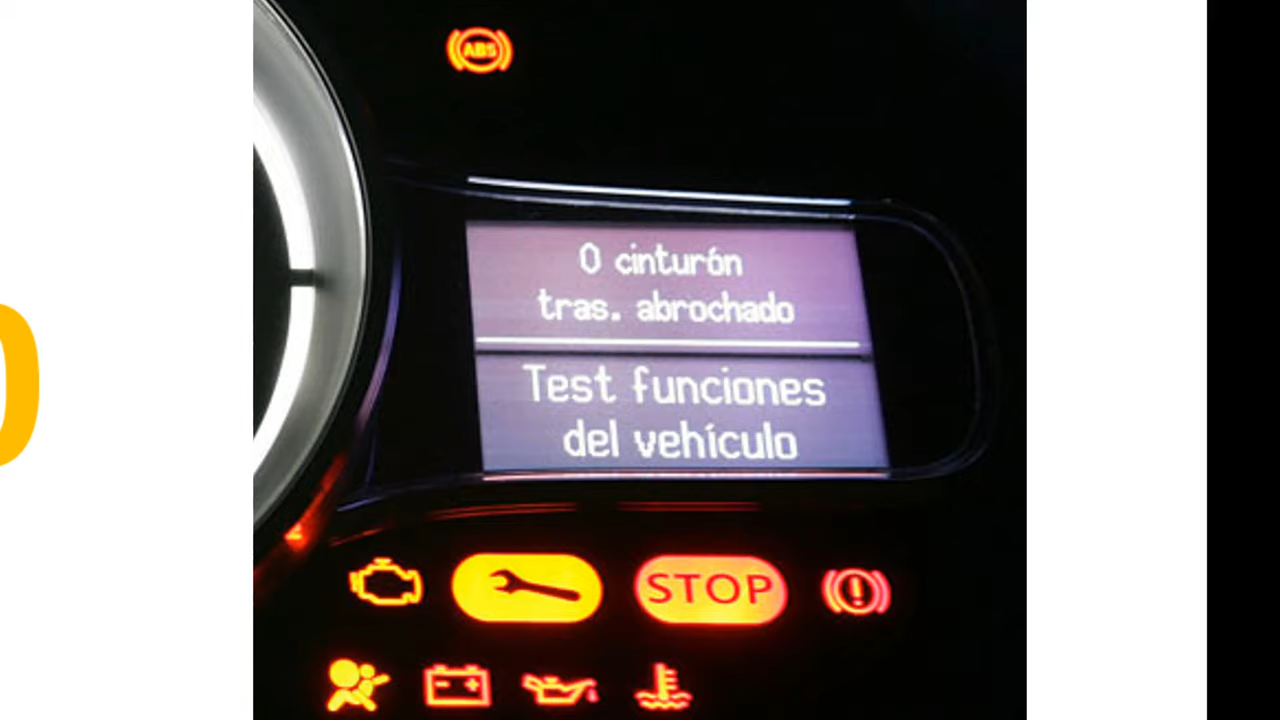 ABS
0 cinturón
tras. abrochado
Test funciones
del vehículo
STOP